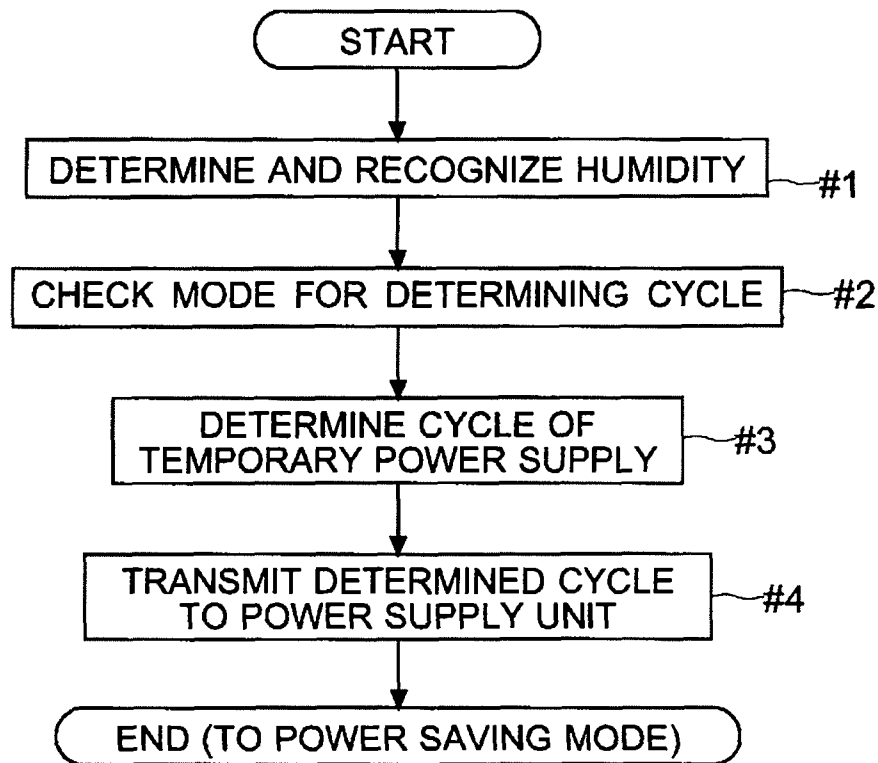 START
DETERMINE AND RECOGNIZE HUMIDITY
#1
CHECK MODE FOR DETERMINING CYCLE
#2
DETERMINE CYCLE OF
TEMPORARY POWER SUPPLY
#3
TRANSMIT DETERMINED CYCLE
TO POWER SUPPLY UNIT
#4
END (TO POWER SAVING MODE)